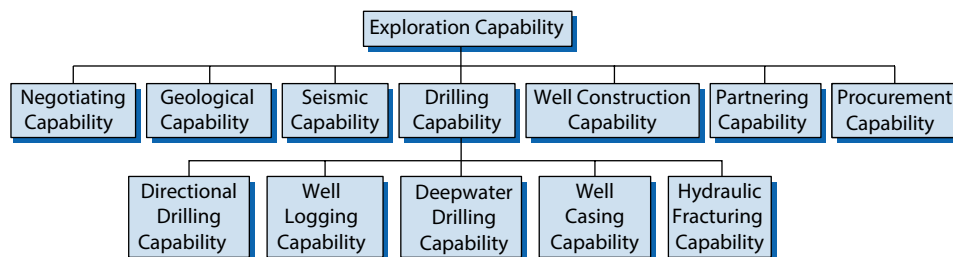 Exploration Capability
Negotiating
Capability
Geological
Capability
Seismic
Capability
Drilling
Capability
Well Construction
Capability
Partnering
Capability
Procurement
Capability
Directional
Drilling
Capability
Well
Logging
Capability
Deepwater
Drilling
Capability
Well
Casing
Capability
Hydraulic
Fracturing
Capability